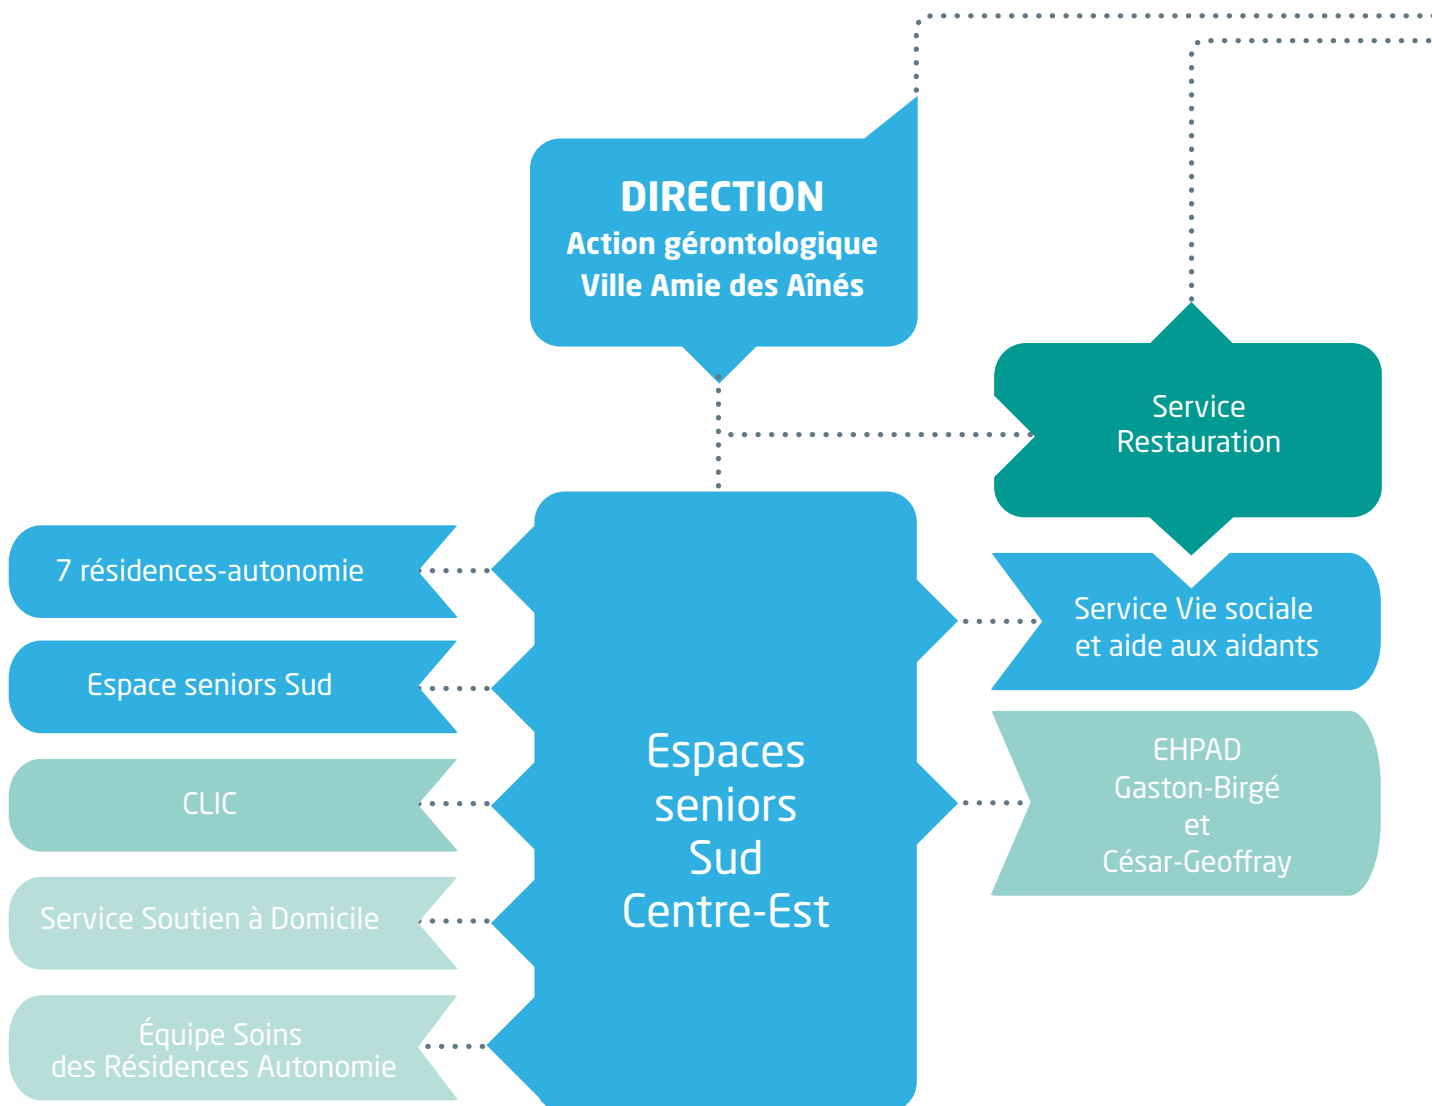 DIRECTION
Action gérontologique
Ville Amie des Aînés
Service
Restauration
7 résidences-autonomie
Espace seniors Sud
CLIC
Service Soutien à Domicile
Équipe Soins
des Résidences Autonomie
Espaces
seniors
Sud
Centre-Est
Service Vie sociale
et aide aux aidants
EHPAD
Gaston-Birgé
et
César-Geoffray